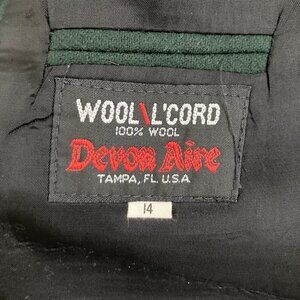 WOOL\L'CORD
100% WOOL
Devon Aire
TAMPA, FL. U.S.A.
14